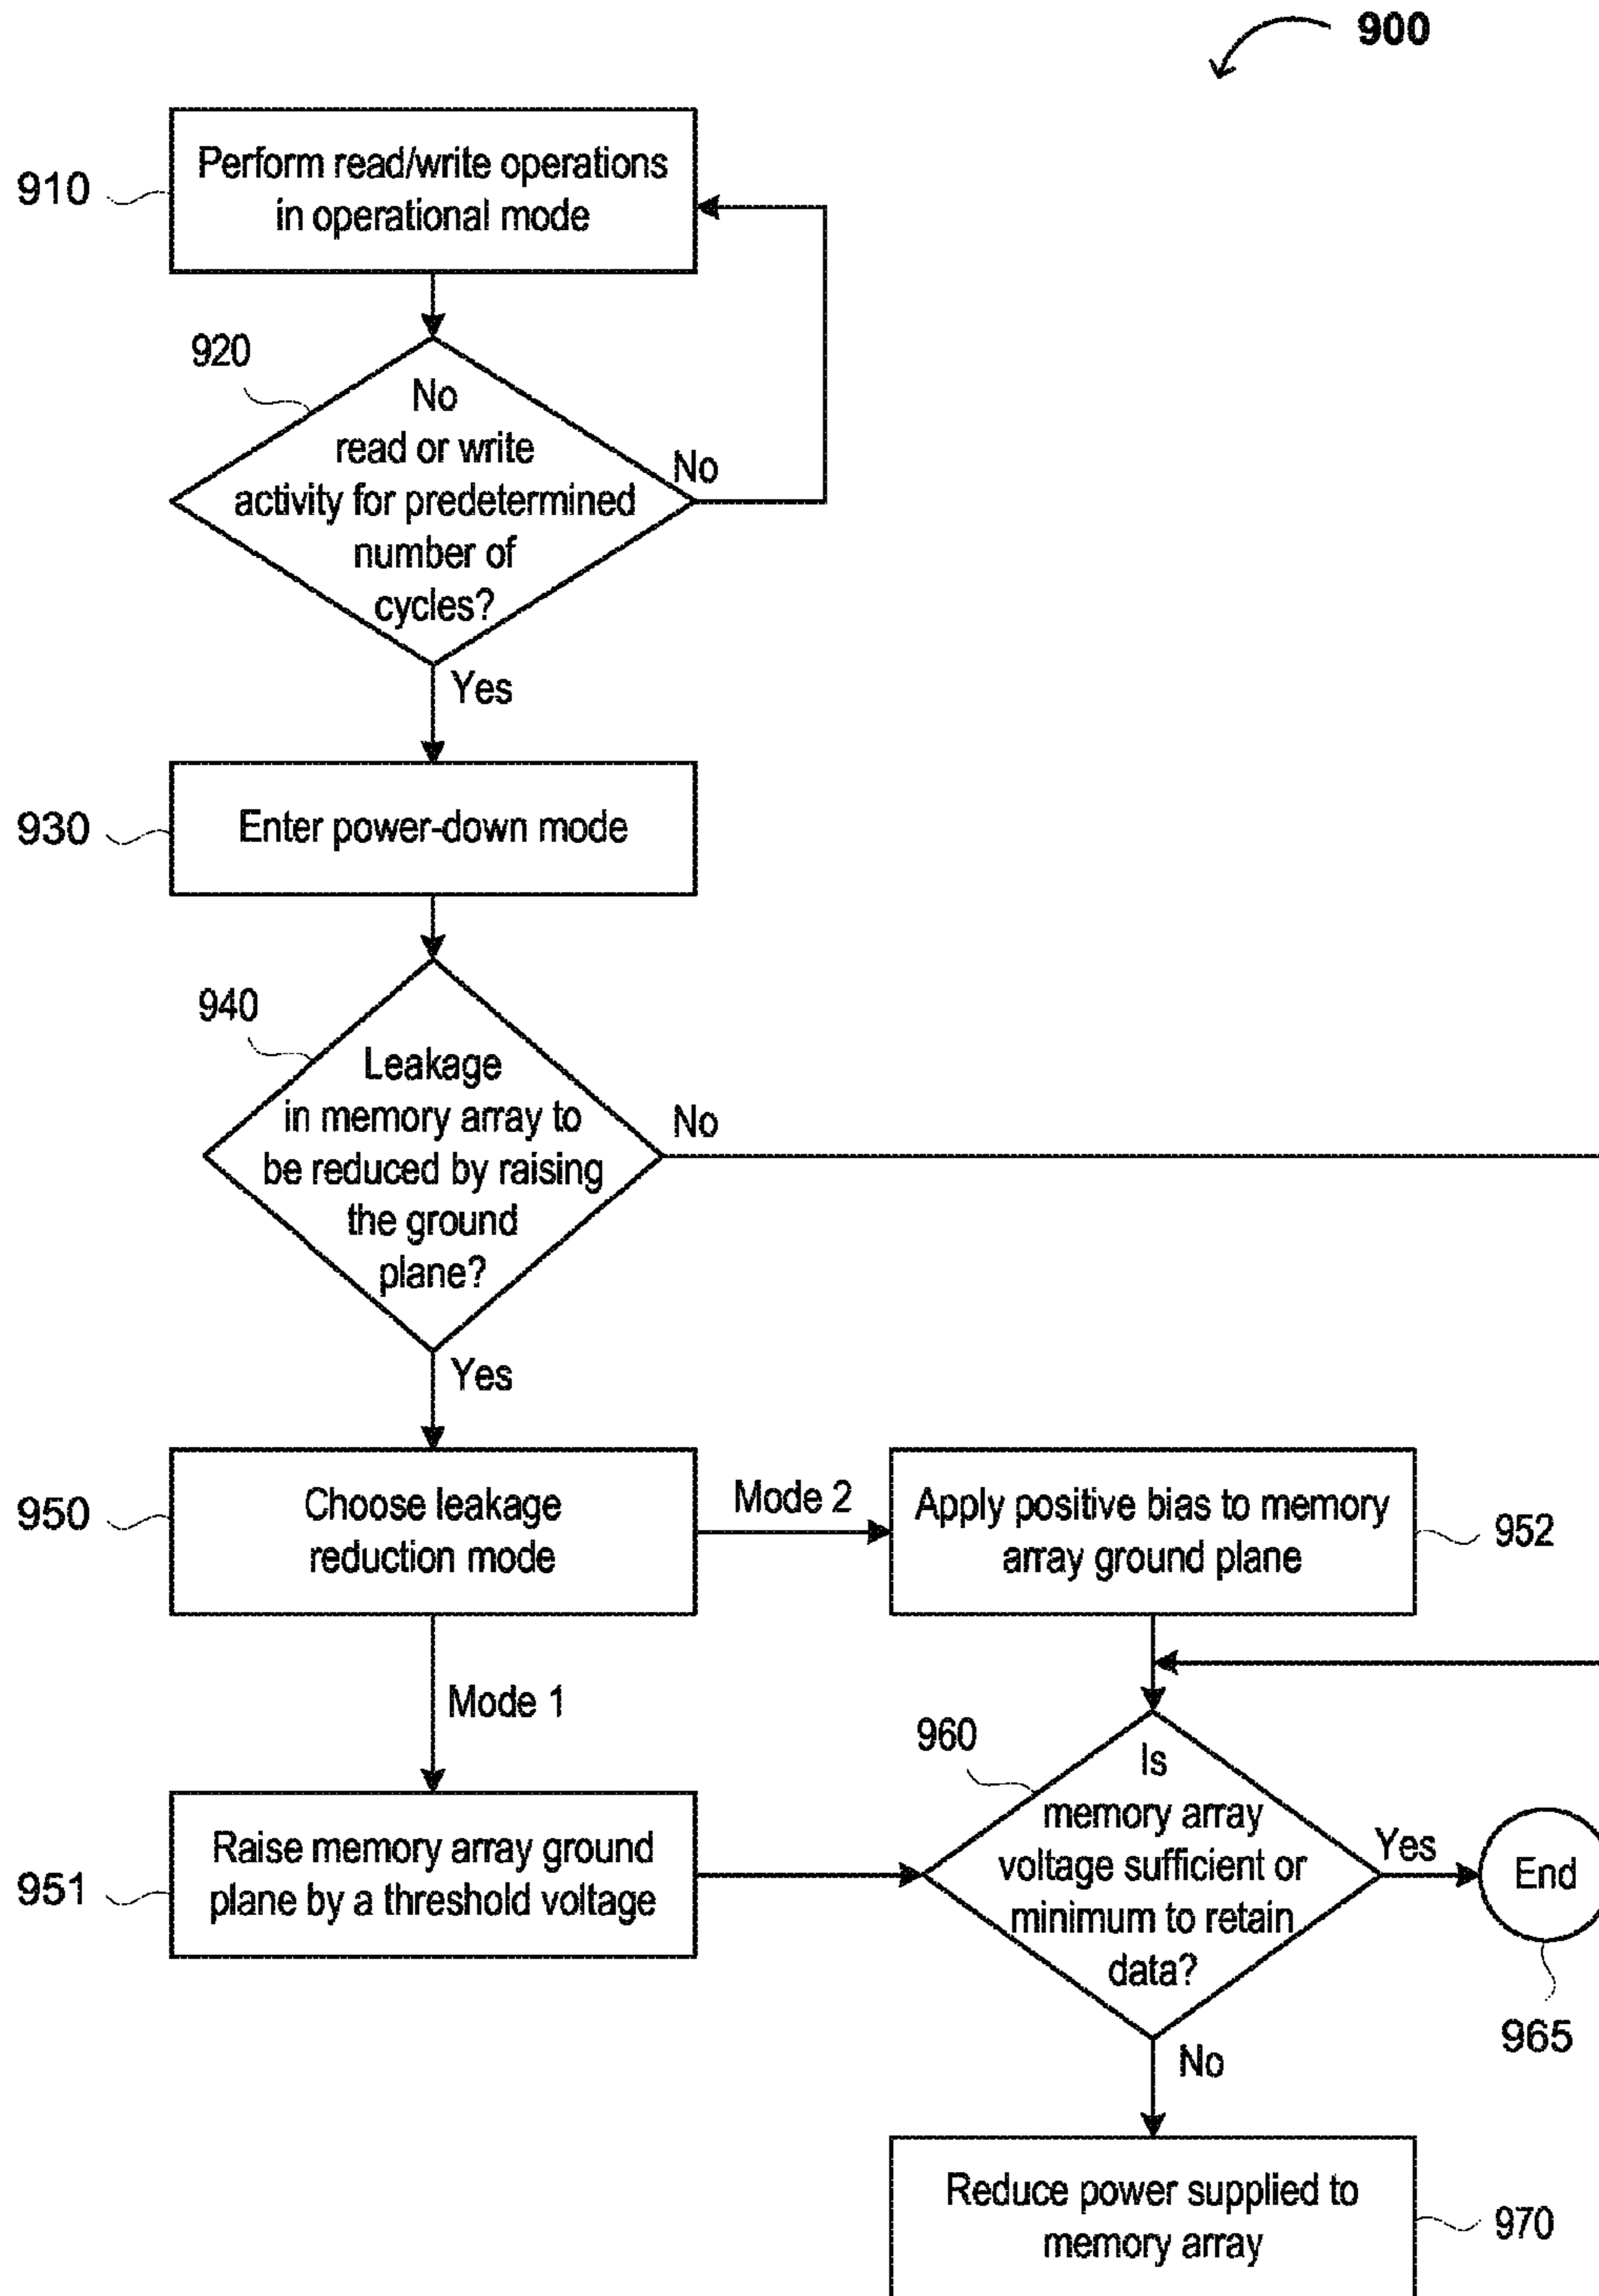 900
910
Perform read/write operations
in operational mode
920
No
read or write
activity for predetermined
number of
cycles?
No
Yes
930
Enter power-down mode
940
Leakage
in memory array to
be reduced by raising
the ground
plane?
No
Yes
950
Choose leakage
reduction mode
Mode 2
Apply positive bias to memory
array ground plane
952
Mode 1
951
Raise memory array ground
plane by a threshold voltage
960
Is
memory array
voltage sufficient or
minimum to retain
data?
Yes
End
965
No
Reduce power supplied to
memory array
970